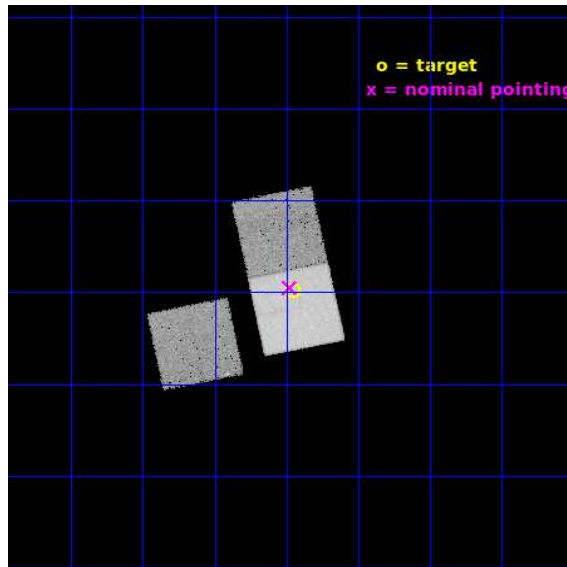 o = target
x = nominal pointing